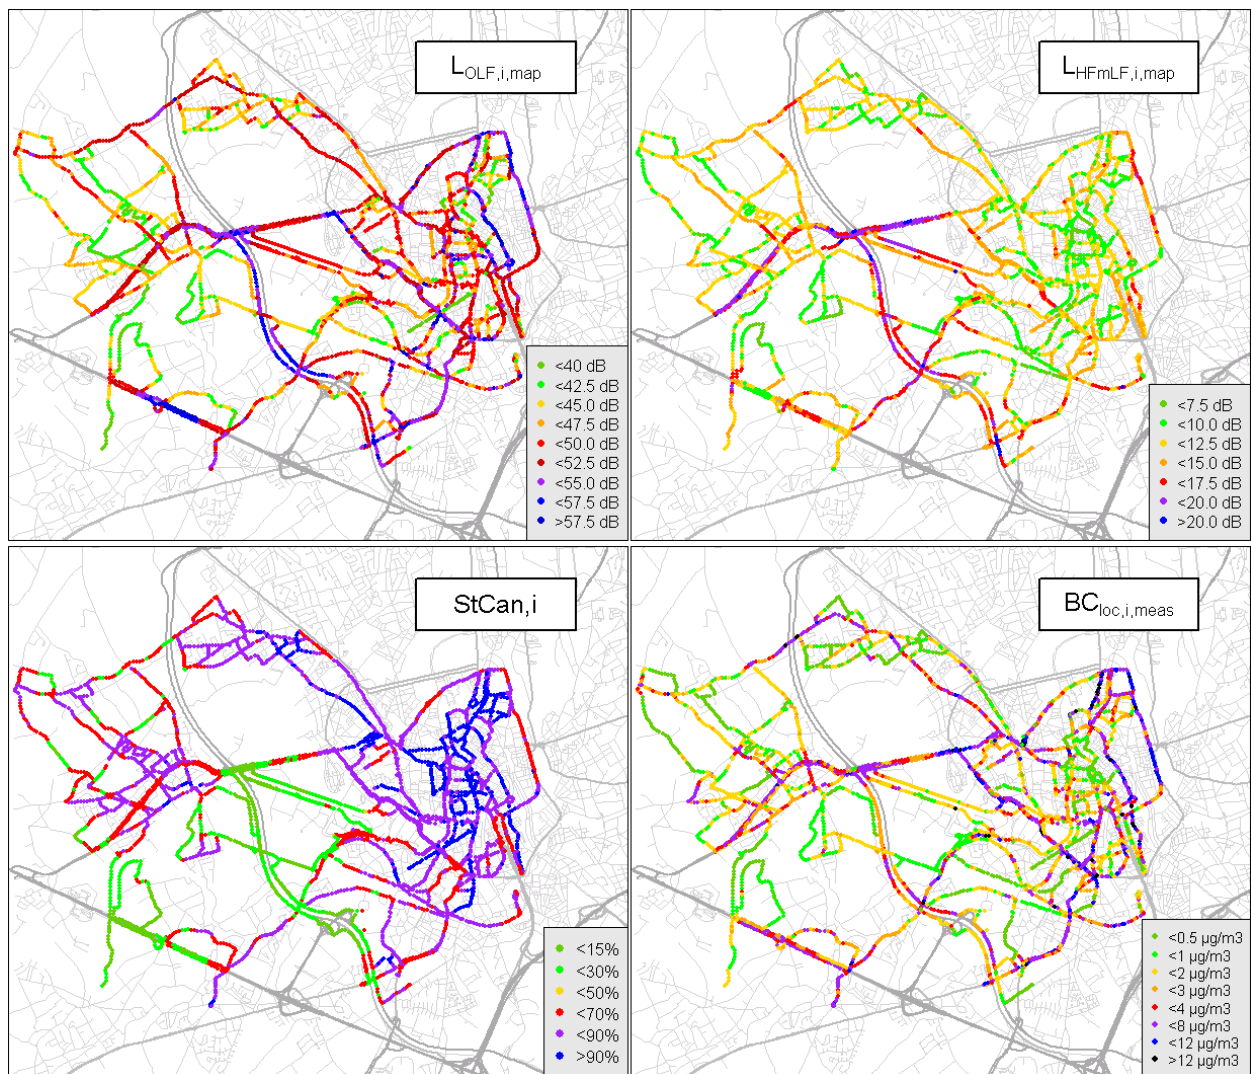 L_OLF,i,map
<40 dB
<42.5 dB
<45.0 dB
<47.5 dB
<50.0 dB
<52.5 dB
<55.0 dB
<57.5 dB
>57.5 dB
L_HFmLF,i,map
<7.5 dB
<10.0 dB
<12.5 dB
<15.0 dB
<17.5 dB
<20.0 dB
>20.0 dB
StCan,i
<15%
<30%
<50%
<70%
<90%
>90%
BC_loc,i,meas
<0.5 µg/m3
<1 µg/m3
<2 µg/m3
<3 µg/m3
<4 µg/m3
<8 µg/m3
<12 µg/m3
>12 µg/m3